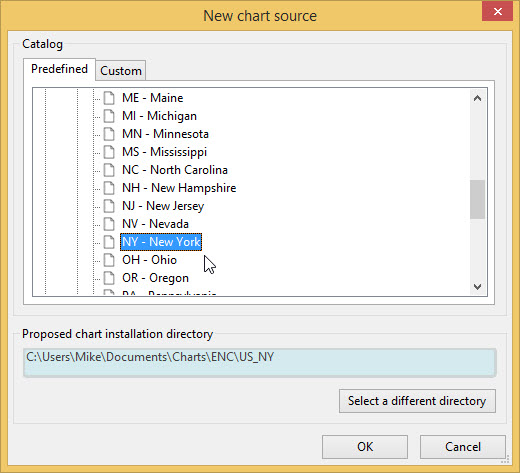 New chart source
Catalog
Predefined Custom
ME - Maine
MI - Michigan
MN - Minnesota
MS - Mississippi
NC - North Carolina
NH - New Hampshire
NJ - New Jersey
NV - Nevada
NY - New York
OH - Ohio
OR - Oregon
PA - Pennsylvania
Proposed chart installation directory
C:\Users\Mike\Documents\Charts\ENC\US_NY
Select a different directory
OK Cancel